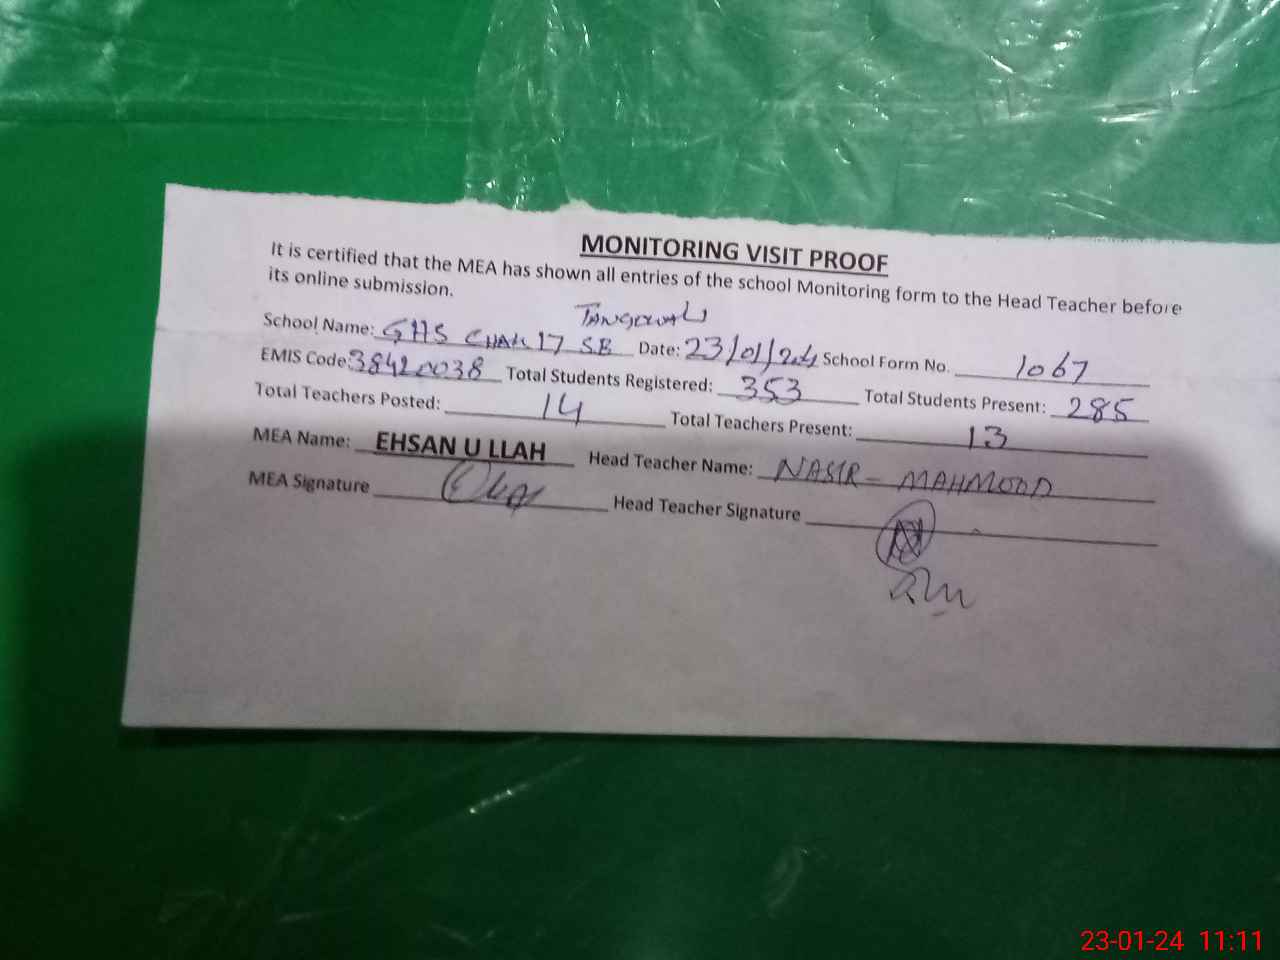 MONITORING VISIT PROOF
It is certified that the MEA has shown all entries of the school Monitoring form to the Head Teacher before
its online submission.
TANGOWALI
School Name: GHS CHAK 17 SB Date: 23/01/24 School Form No. 1067
EMIS Code: 38420038 Total Students Registered: 353 Total Students Present: 285
Total Teachers Posted: 14 Total Teachers Present: 13
MEA Name: EHSAN U LLAH Head Teacher Name: NASIR - MAHMOOD
MEA Signature Head Teacher Signature
23-01-24 11:11